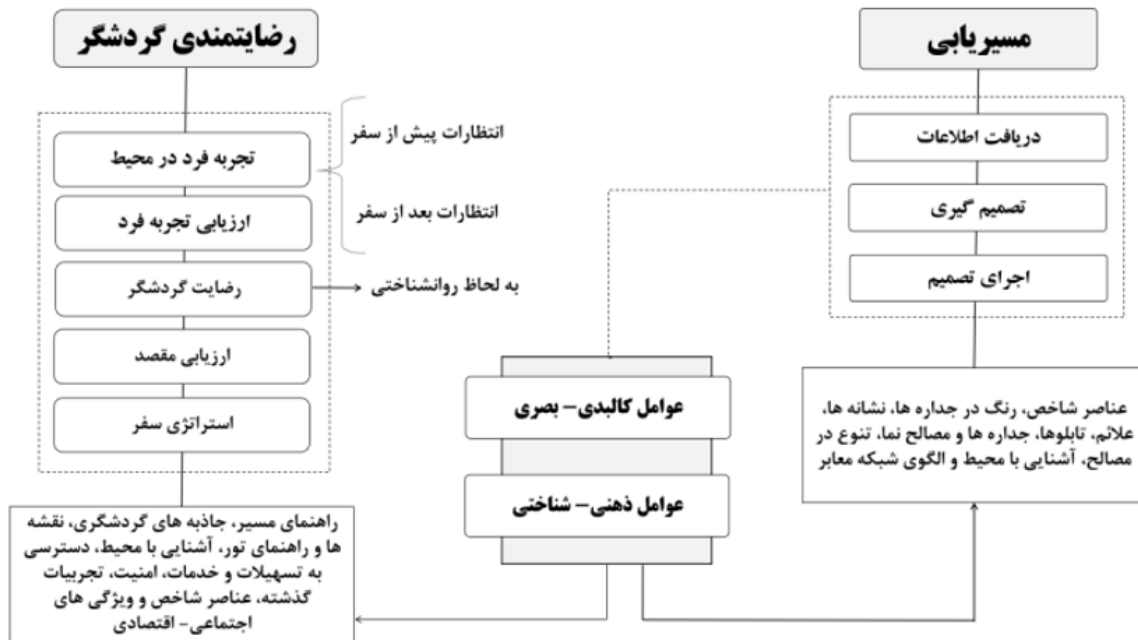 مسیریابی
دریافت اطلاعات
تصمیم گیری
اجرای تصمیم
عناصر شاخص، رنگ در جداره ها، نشانه ها،
علائم، تابلوها، جداره ها و مصالح نما، تنوع در
مصالح، آشنایی با محیط و الگوی شبکه معابر
عوامل کالبدی- بصری
عوامل ذهنی- شناختی
رضایتمندی گردشگر
انتظارات پیش از سفر
تجربه فرد در محیط
انتظارات بعد از سفر
ارزیابی تجربه فرد
رضایت گردشگر
به لحاظ روانشناختی
ارزیابی مقصد
استراتژی سفر
راهنمای مسیر، جاذبه های گردشگری، نقشه
ها و راهنمای تور، آشنایی با محیط، دسترسی
به تسهیلات و خدمات، امنیت، تجربیات
گذشته، عناصر شاخص و ویژگی های
اجتماعی- اقتصادی